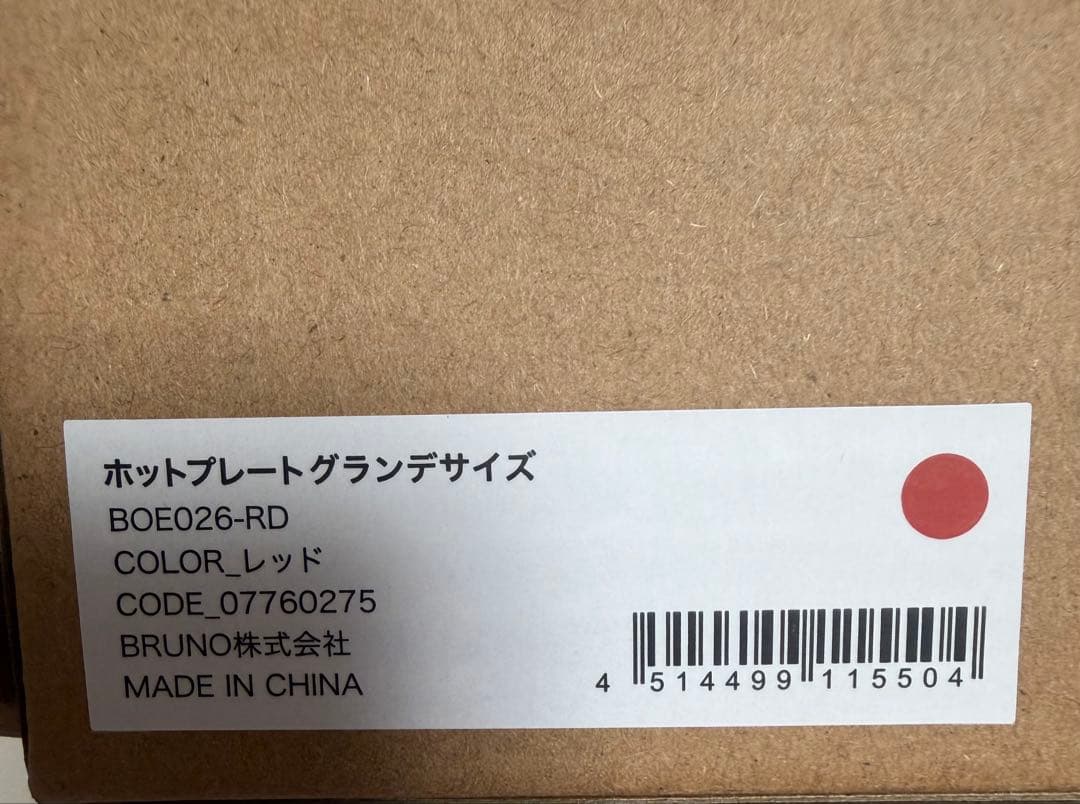 ホットプレートグランデサイズ
BOE026-RD
COLOR_レッド
CODE_07760275
BRUNO株式会社
MADE IN CHINA
4 514499 115504